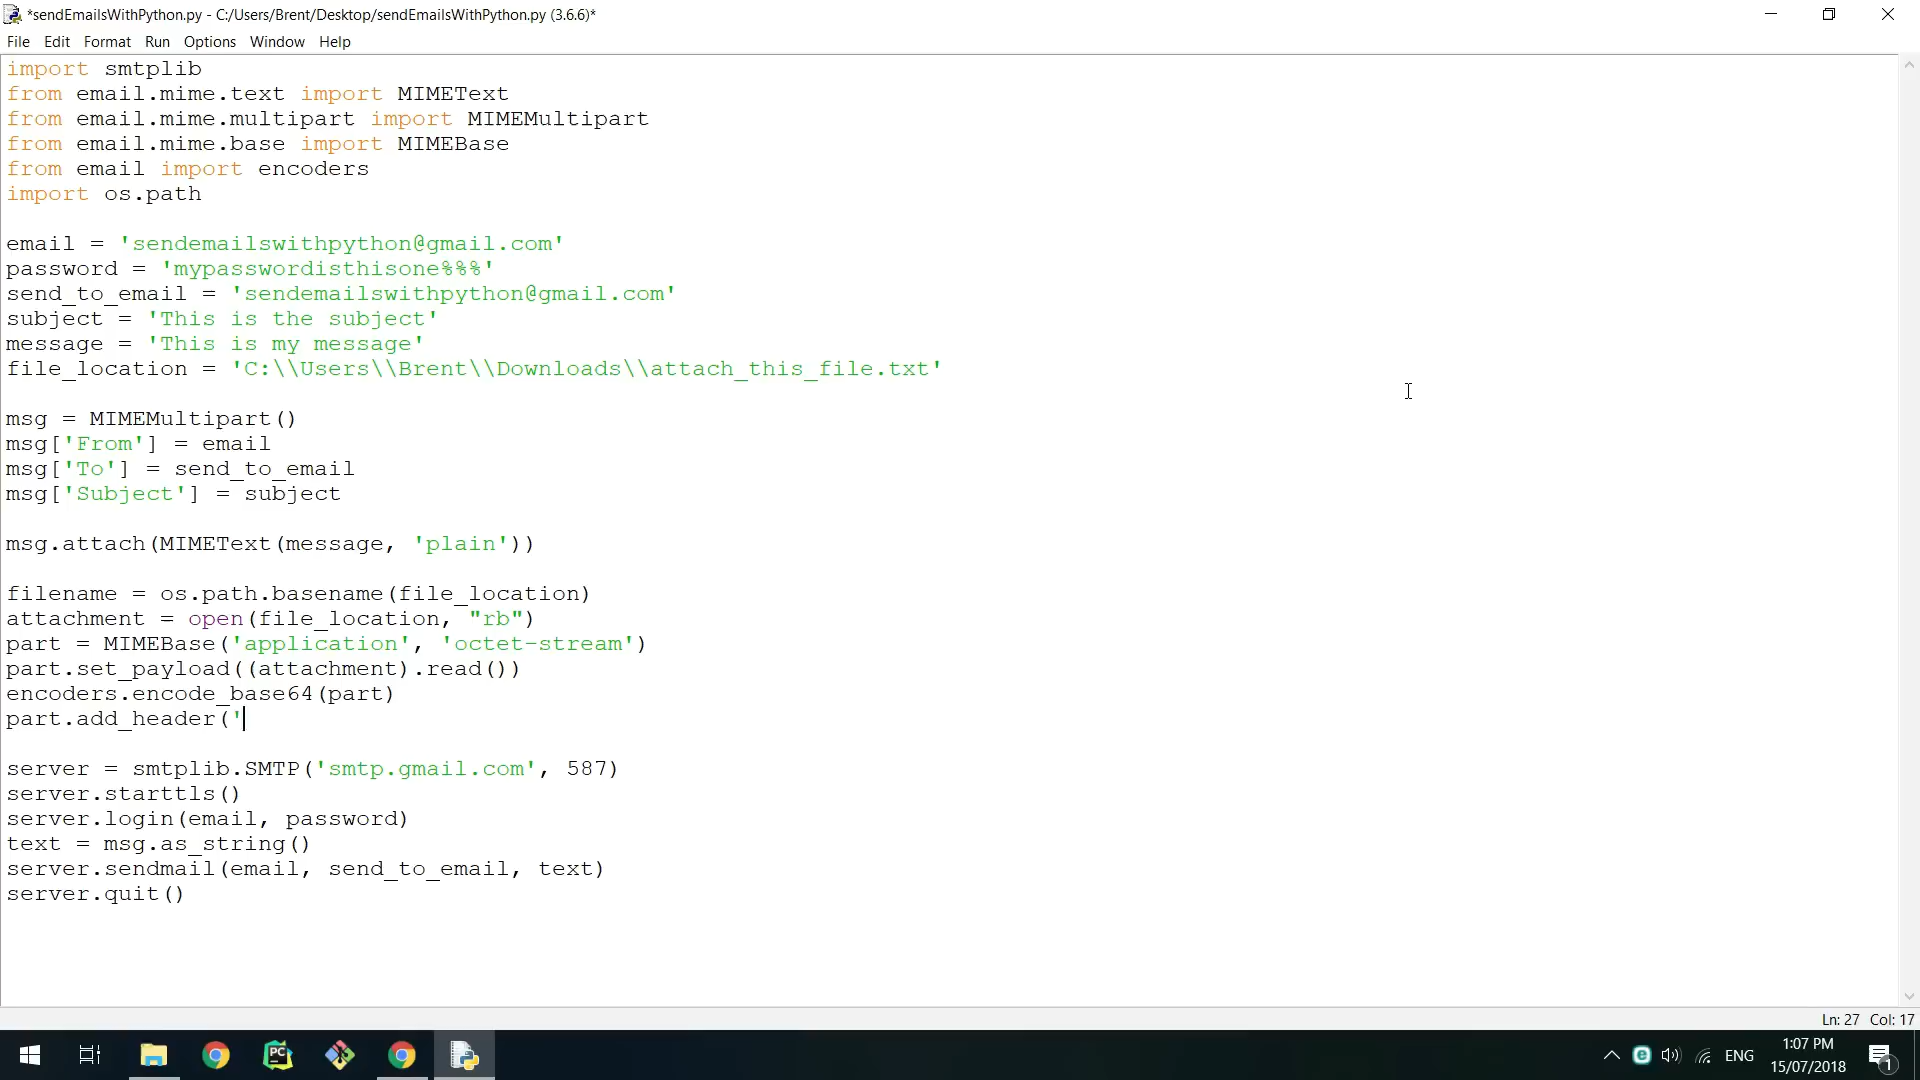 *sendEmailsWithPython.py - C:/Users/Brent/Desktop/sendEmailsWithPython.py (3.6.6)*
File Edit Format Run Options Window Help
import smtplib
from email.mime.text import MIMEText
from email.mime.multipart import MIMEMultipart
from email.mime.base import MIMEBase
from email import encoders
import os.path
email = 'sendemailswithpython@gmail.com'
password = 'mypasswordisthisone%%%'
send_to_email = 'sendemailswithpython@gmail.com'
subject = 'This is the subject'
message = 'This is my message'
file_location = 'C:\\Users\\Brent\\Downloads\\attach_this_file.txt'
msg = MIMEMultipart()
msg['From'] = email
msg['To'] = send_to_email
msg['Subject'] = subject
msg.attach(MIMEText(message, 'plain'))
filename = os.path.basename(file_location)
attachment = open(file_location, "rb")
part = MIMEBase('application', 'octet-stream')
part.set_payload((attachment).read())
encoders.encode_base64(part)
part.add_header('
server = smtplib.SMTP('smtp.gmail.com', 587)
server.starttls()
server.login(email, password)
text = msg.as_string()
server.sendmail(email, send_to_email, text)
server.quit()
Ln: 27 Col: 17
PC
ENG
1:07 PM
15/07/2018
1